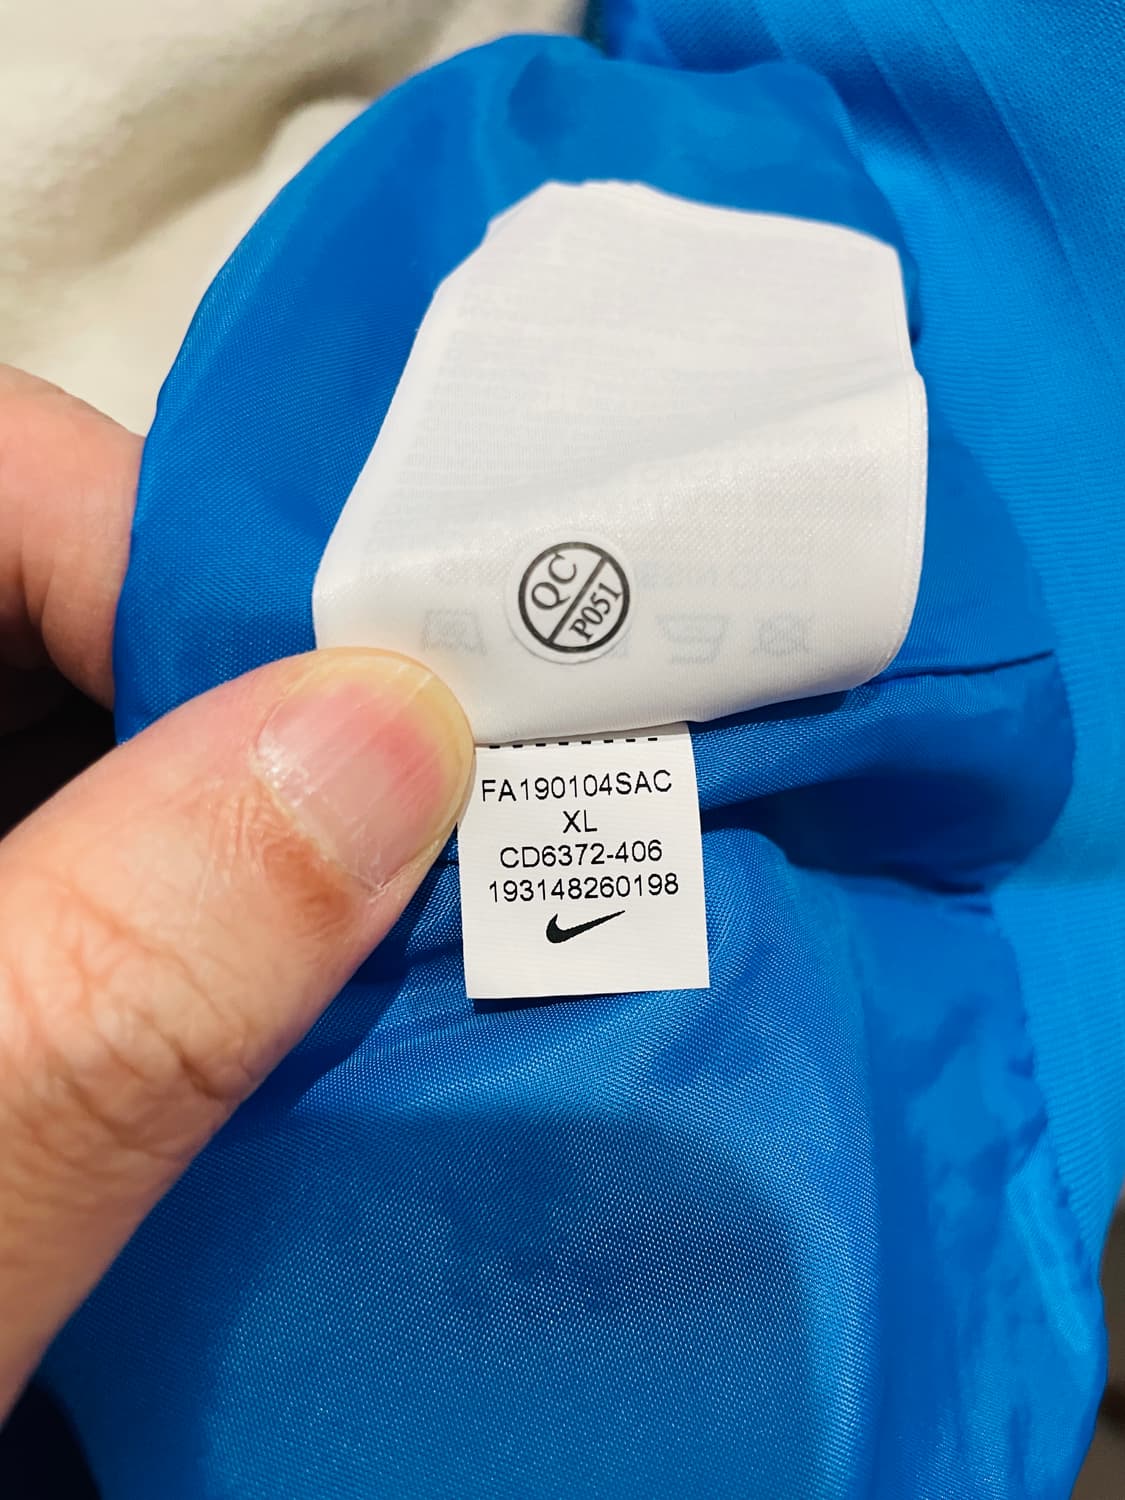 QC
P051
FA190104SAC
XL
CD6372-406
193148260198